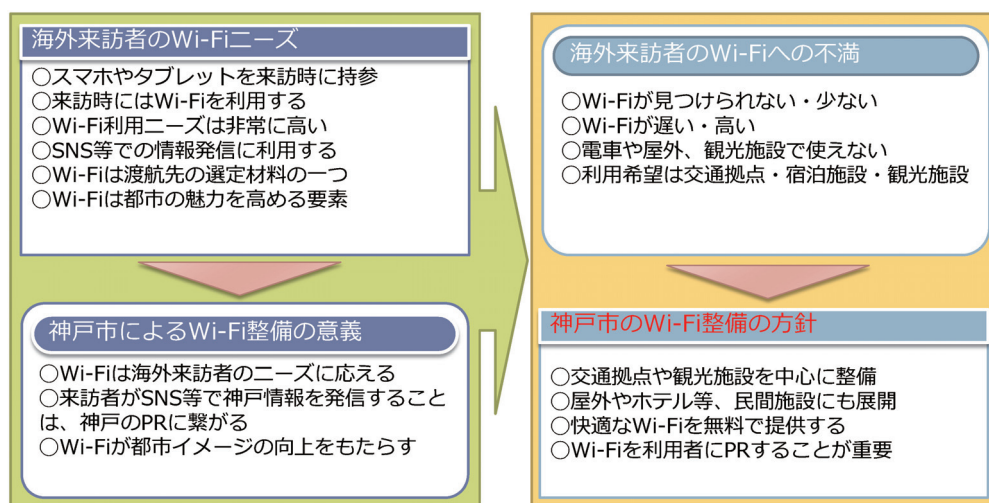 海外来訪者のWi-Fiニーズ
○スマホやタブレットを来訪時に持参
○来訪時にはWi-Fiを利用する
○Wi-Fi利用ニーズは非常に高い
○SNS等での情報発信に利用する
○Wi-Fiは渡航先の選定材料の一つ
○Wi-Fiは都市の魅力を高める要素
神戸市によるWi-Fi整備の意義
○Wi-Fiは海外来訪者のニーズに応える
○来訪者がSNS等で神戸情報を発信すること
は、神戸のPRに繋がる
○Wi-Fiが都市イメージの向上をもたらす
海外来訪者のWi-Fiへの不満
○Wi-Fiが見つけられない・少ない
○Wi-Fiが遅い・高い
○電車や屋外、観光施設で使えない
○利用希望は交通拠点・宿泊施設・観光施設
神戸市のWi-Fi整備の方針
○交通拠点や観光施設を中心に整備
○屋外やホテル等、民間施設にも展開
○快適なWi-Fiを無料で提供する
○Wi-Fiを利用者にPRすることが重要